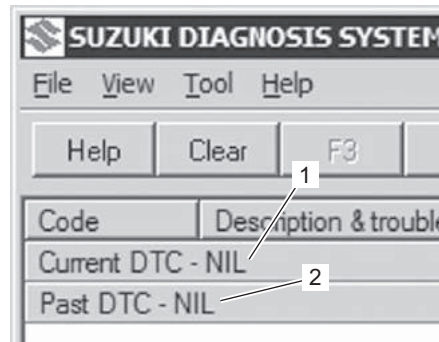 SUZUKI DIAGNOSIS SYSTEM
File View Tool Help
Help Clear F3
1
Code Description & trouble
Current DTC - NIL
2
Past DTC - NIL